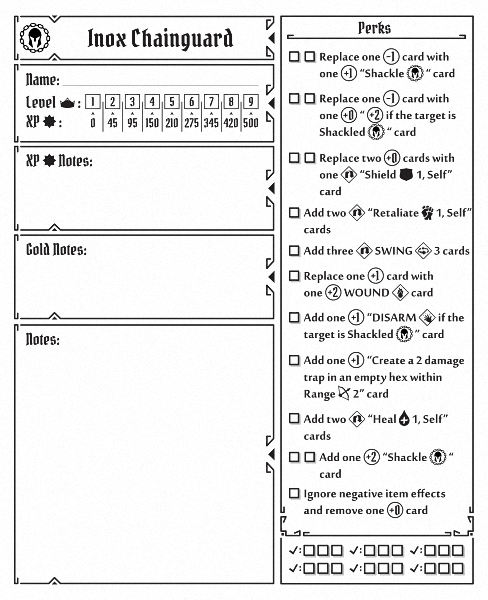 Inox Chainguard
Name:
Level : 1 2 3 4 5 6 7 8 9
XP : 0 45 95 150 210 275 345 420 500
XP Notes:
Gold Notes:
Notes:
Perks
Replace one -1 card with
one +1 "Shackle " card
Replace one -1 card with
one +0 " +2 if the target is
Shackled " card
Replace two +0 cards with
one "Shield 1, Self"
card
Add two "Retaliate 1, Self"
cards
Add three SWING 3 cards
Replace one +1 card with
one +2 WOUND card
Add one +1 "DISARM if the
target is Shackled " card
Add one +1 "Create a 2 damage
trap in an empty hex within
Range 2" card
Add two "Heal 1, Self"
cards
Add one +2 "Shackle "
card
Ignore negative item effects
and remove one +0 card
✓: ✓: ✓:
✓: ✓: ✓: